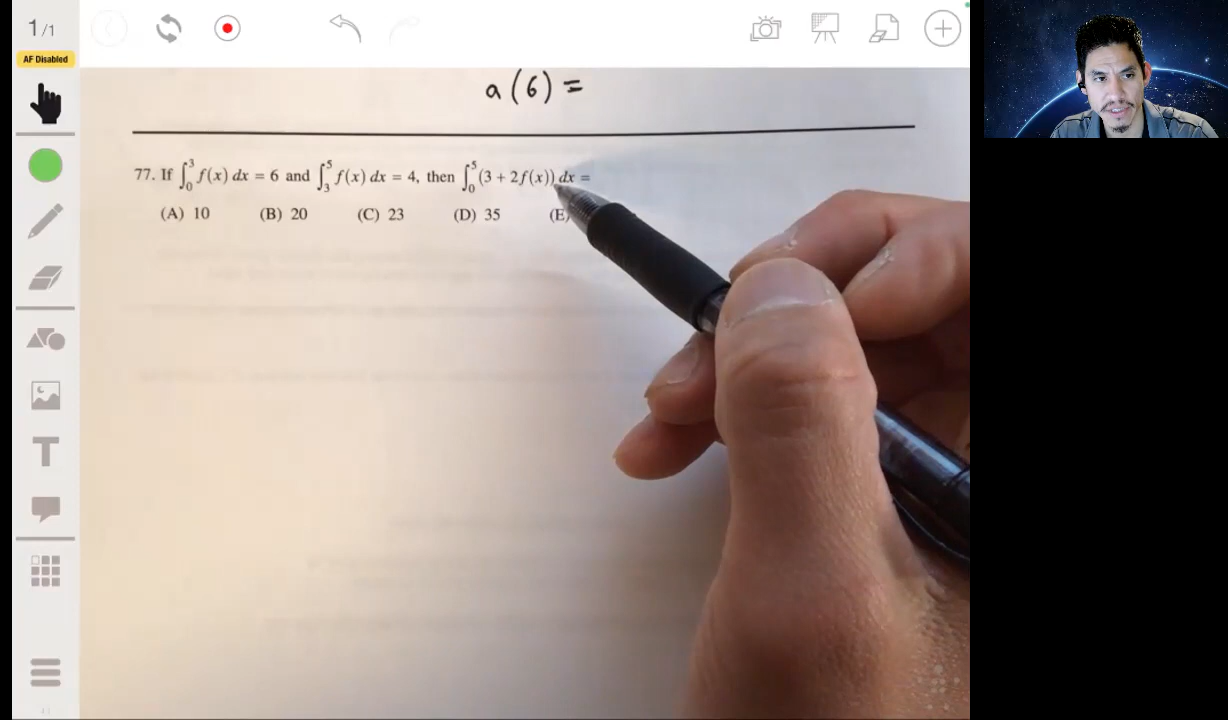 1/1
AF Disabled
a(6) =
77. If ∫₀³ f(x) dx = 6 and ∫₃⁵ f(x) dx = 4, then ∫₀⁵ (3 + 2f(x)) dx =
(A) 10 (B) 20 (C) 23 (D) 35 (E)
T